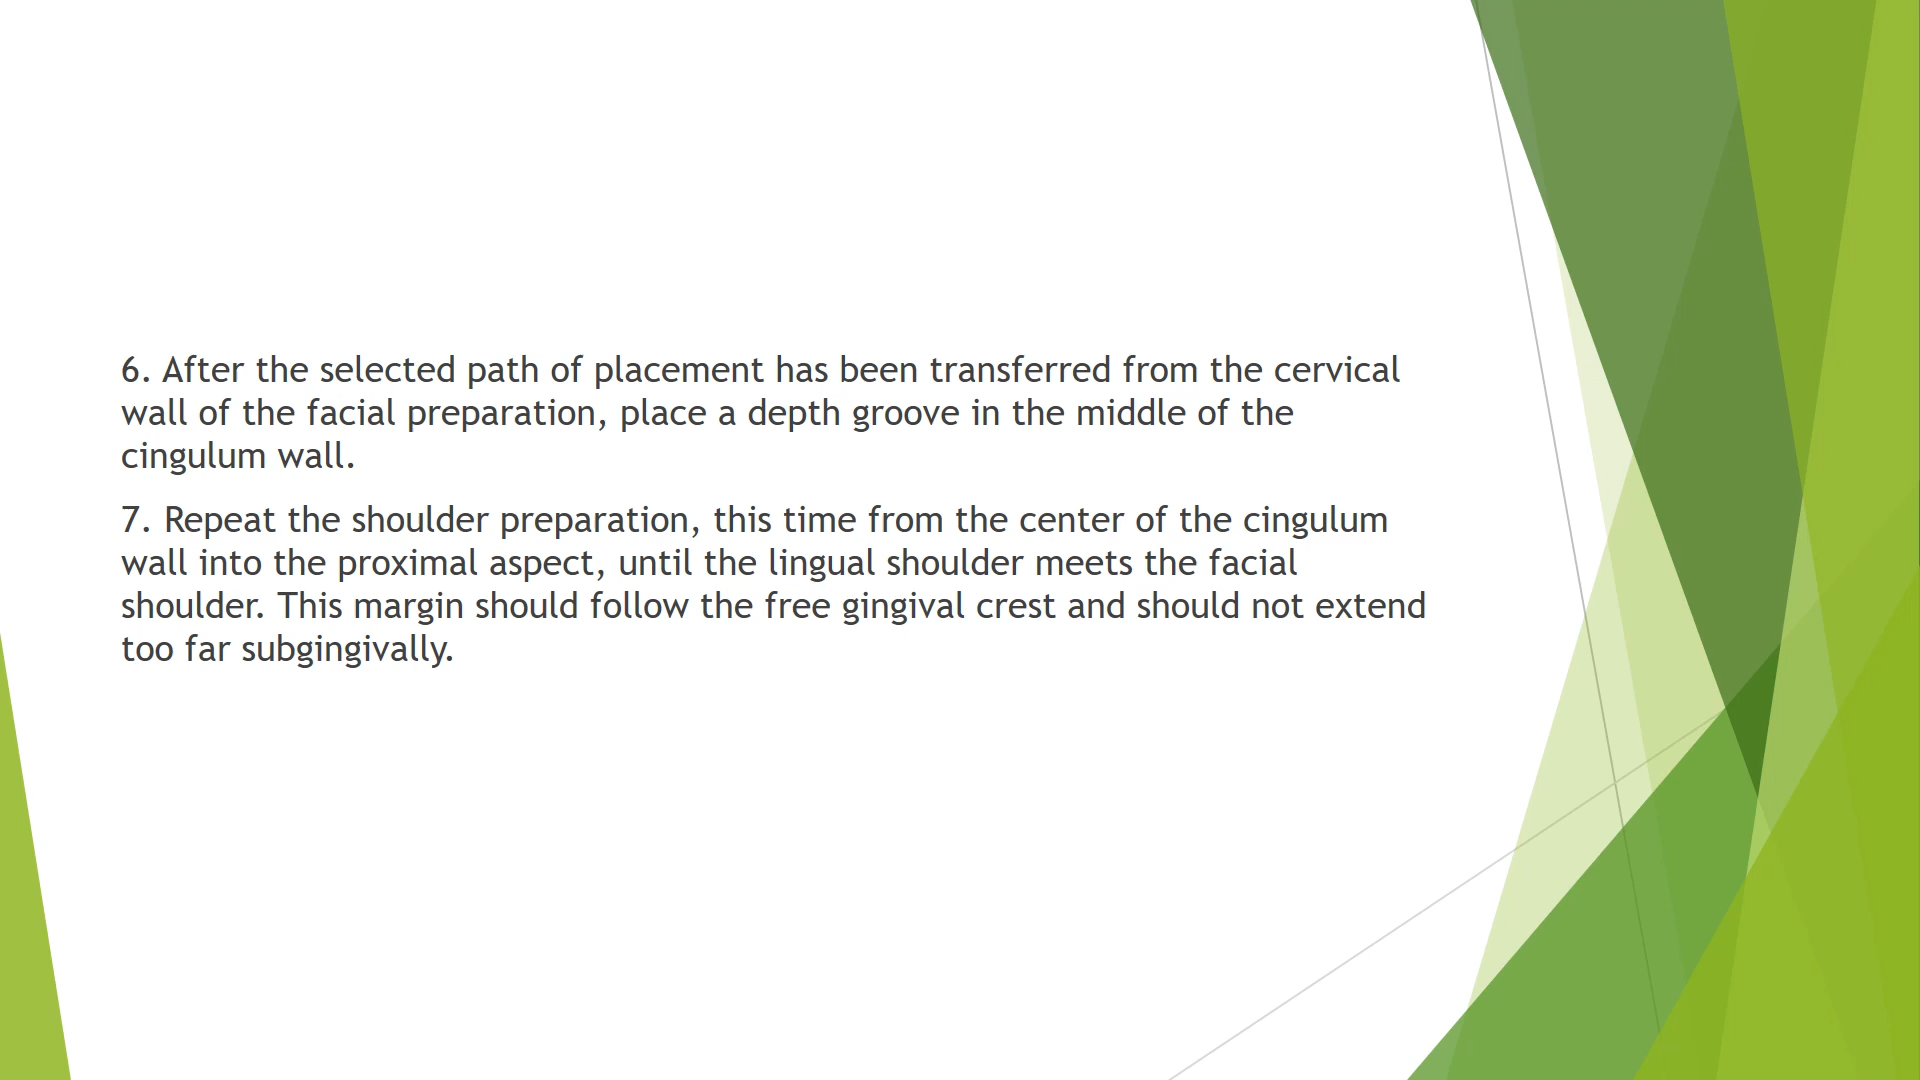 6. After the selected path of placement has been transferred from the cervical
wall of the facial preparation, place a depth groove in the middle of the
cingulum wall.
7. Repeat the shoulder preparation, this time from the center of the cingulum
wall into the proximal aspect, until the lingual shoulder meets the facial
shoulder. This margin should follow the free gingival crest and should not extend
too far subgingivally.